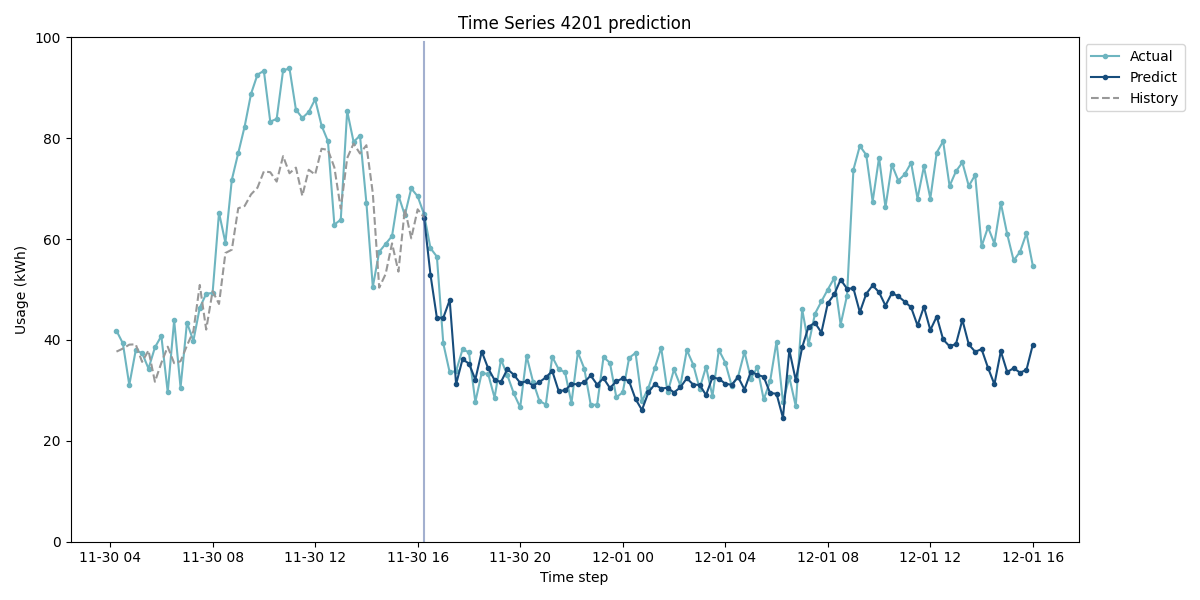 Time Series 4201 prediction
100
80
60
40
20
0
Usage (kWh)
11-30 04
11-30 08
11-30 12
11-30 16
11-30 20
12-01 00
12-01 04
12-01 08
12-01 12
12-01 16
Time step
Actual
Predict
History